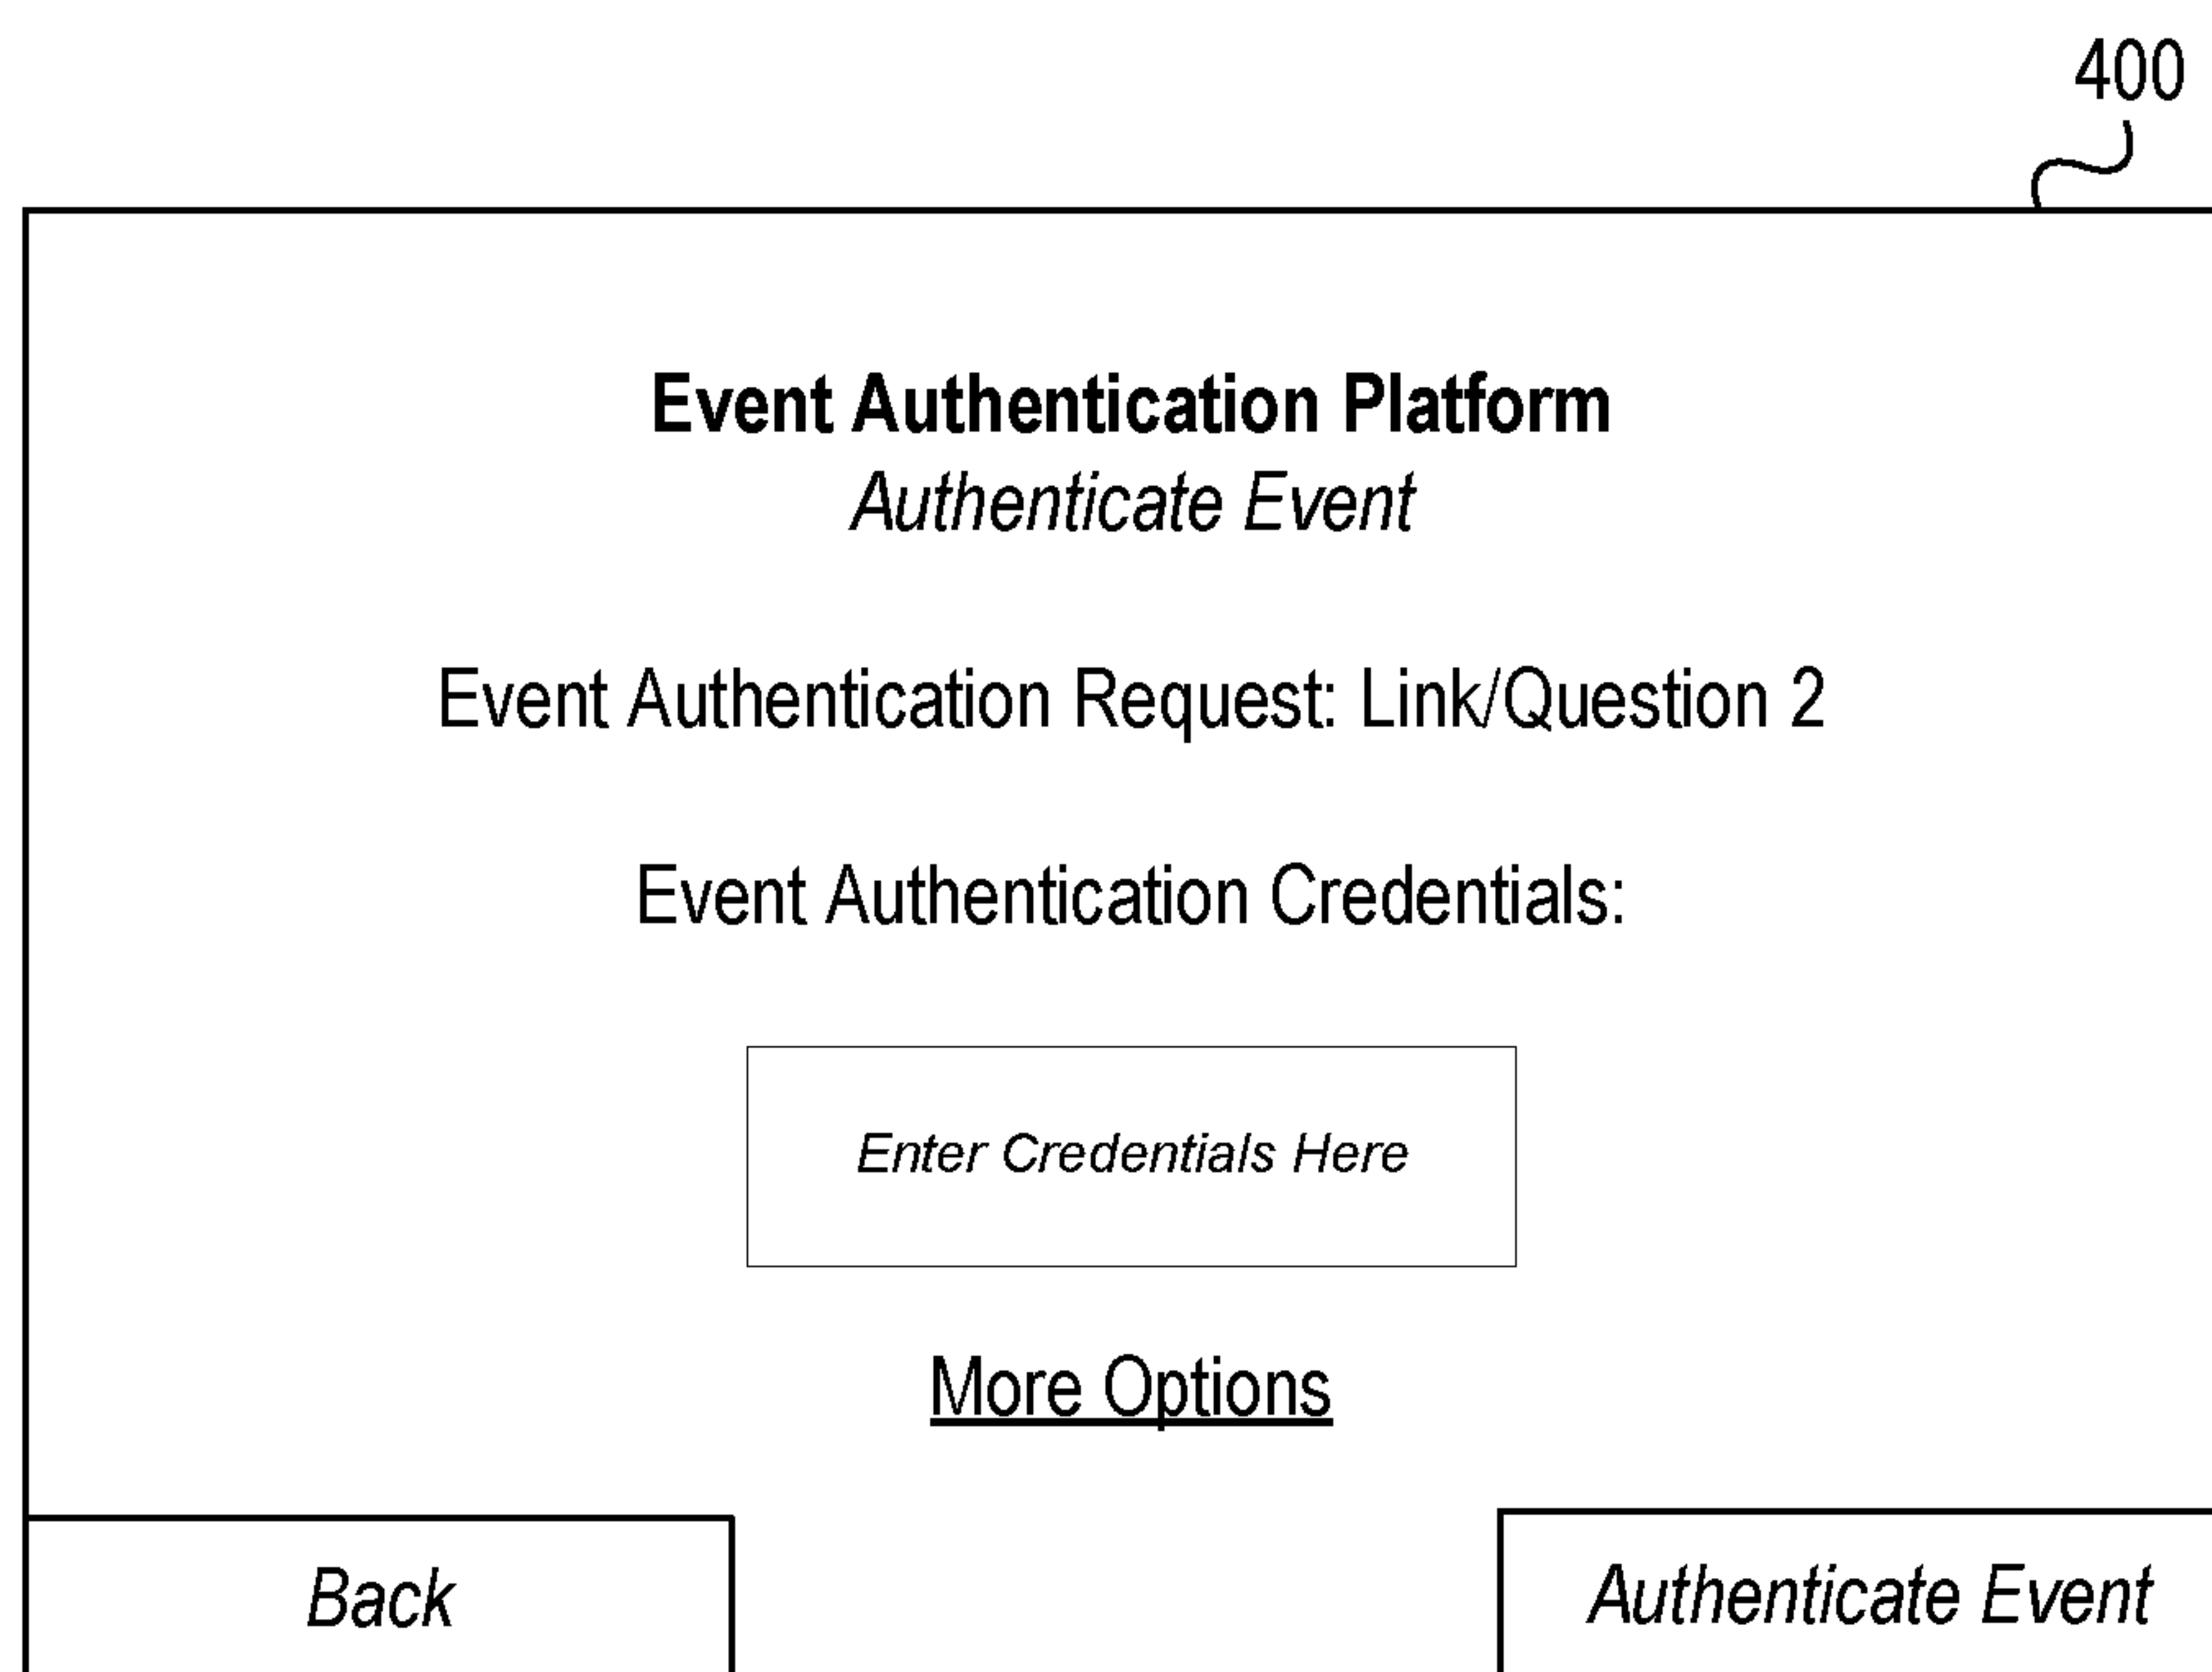 400
Event Authentication Platform
Authenticate Event
Event Authentication Request: Link/Question 2
Event Authentication Credentials:
Enter Credentials Here
More Options
Back
Authenticate Event